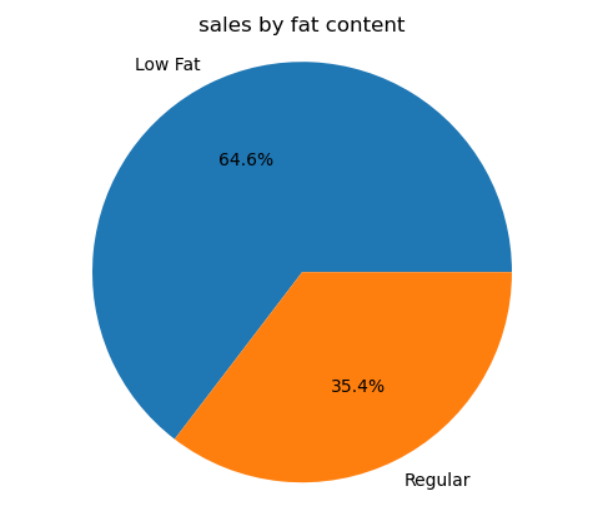 sales by fat content
Low Fat
64.6%
35.4%
Regular